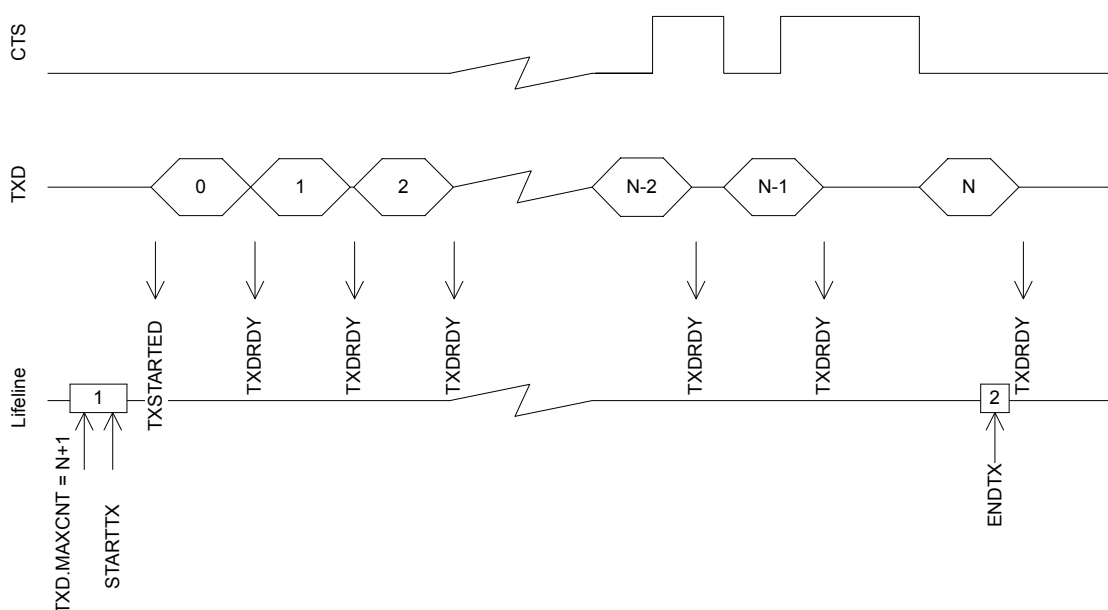 CTS
TXD
0
1
2
N-2
N-1
N
TXSTARTED
TXDRDY
TXDRDY
TXDRDY
TXDRDY
TXDRDY
TXDRDY
Lifeline
1
2
TXD.MAXCNT = N+1
STARTTX
ENDTX